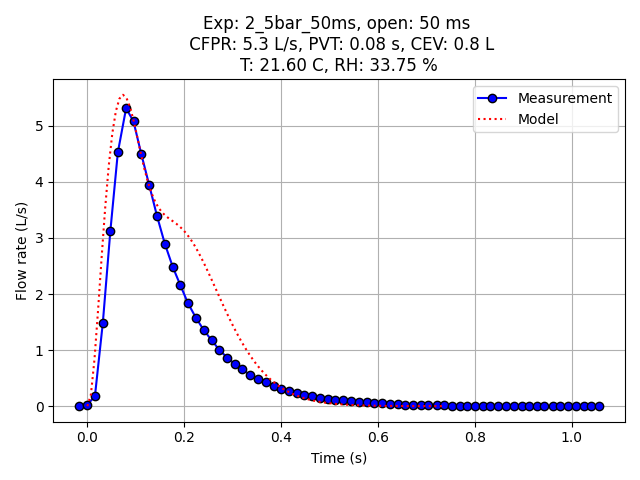 Exp: 2_5bar_50ms, open: 50 ms
CFPR: 5.3 L/s, PVT: 0.08 s, CEV: 0.8 L
T: 21.60 C, RH: 33.75 %
Measurement
Model
Flow rate (L/s)
5
4
3
2
1
0
0.0 0.2 0.4 0.6 0.8 1.0
Time (s)